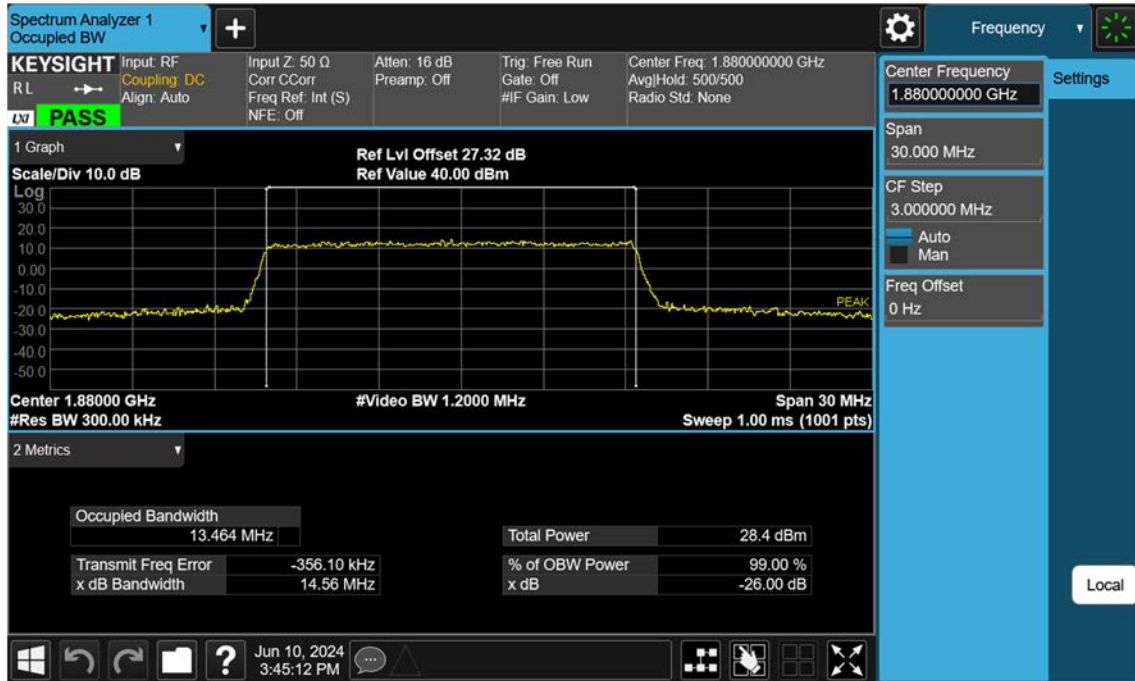 Spectrum Analyzer 1
Occupied BW
+
Frequency
KEYSIGHT
R L
LXI PASS
Input: RF
Coupling: DC
Align: Auto
Input Z: 50 Ω
Corr CCorr
Freq Ref: Int (S)
NFE: Off
Atten: 16 dB
Preamp: Off
Trig: Free Run
Gate: Off
#IF Gain: Low
Center Freq: 1.880000000 GHz
Avg|Hold: 500/500
Radio Std: None
Center Frequency
1.880000000 GHz
Settings
Span
30.000 MHz
CF Step
3.000000 MHz
Auto
Man
Freq Offset
0 Hz
Local
1 Graph
Scale/Div 10.0 dB
Ref Lvl Offset 27.32 dB
Ref Value 40.00 dBm
Log
30.0
20.0
10.0
0.00
-10.0
-20.0
-30.0
-40.0
-50.0
PEAK
Center 1.88000 GHz
#Video BW 1.2000 MHz
Span 30 MHz
#Res BW 300.00 kHz
Sweep 1.00 ms (1001 pts)
2 Metrics
Occupied Bandwidth
13.464 MHz
Total Power 28.4 dBm
Transmit Freq Error -356.10 kHz
% of OBW Power 99.00 %
x dB Bandwidth 14.56 MHz
x dB -26.00 dB
?
Jun 10, 2024
3:45:12 PM